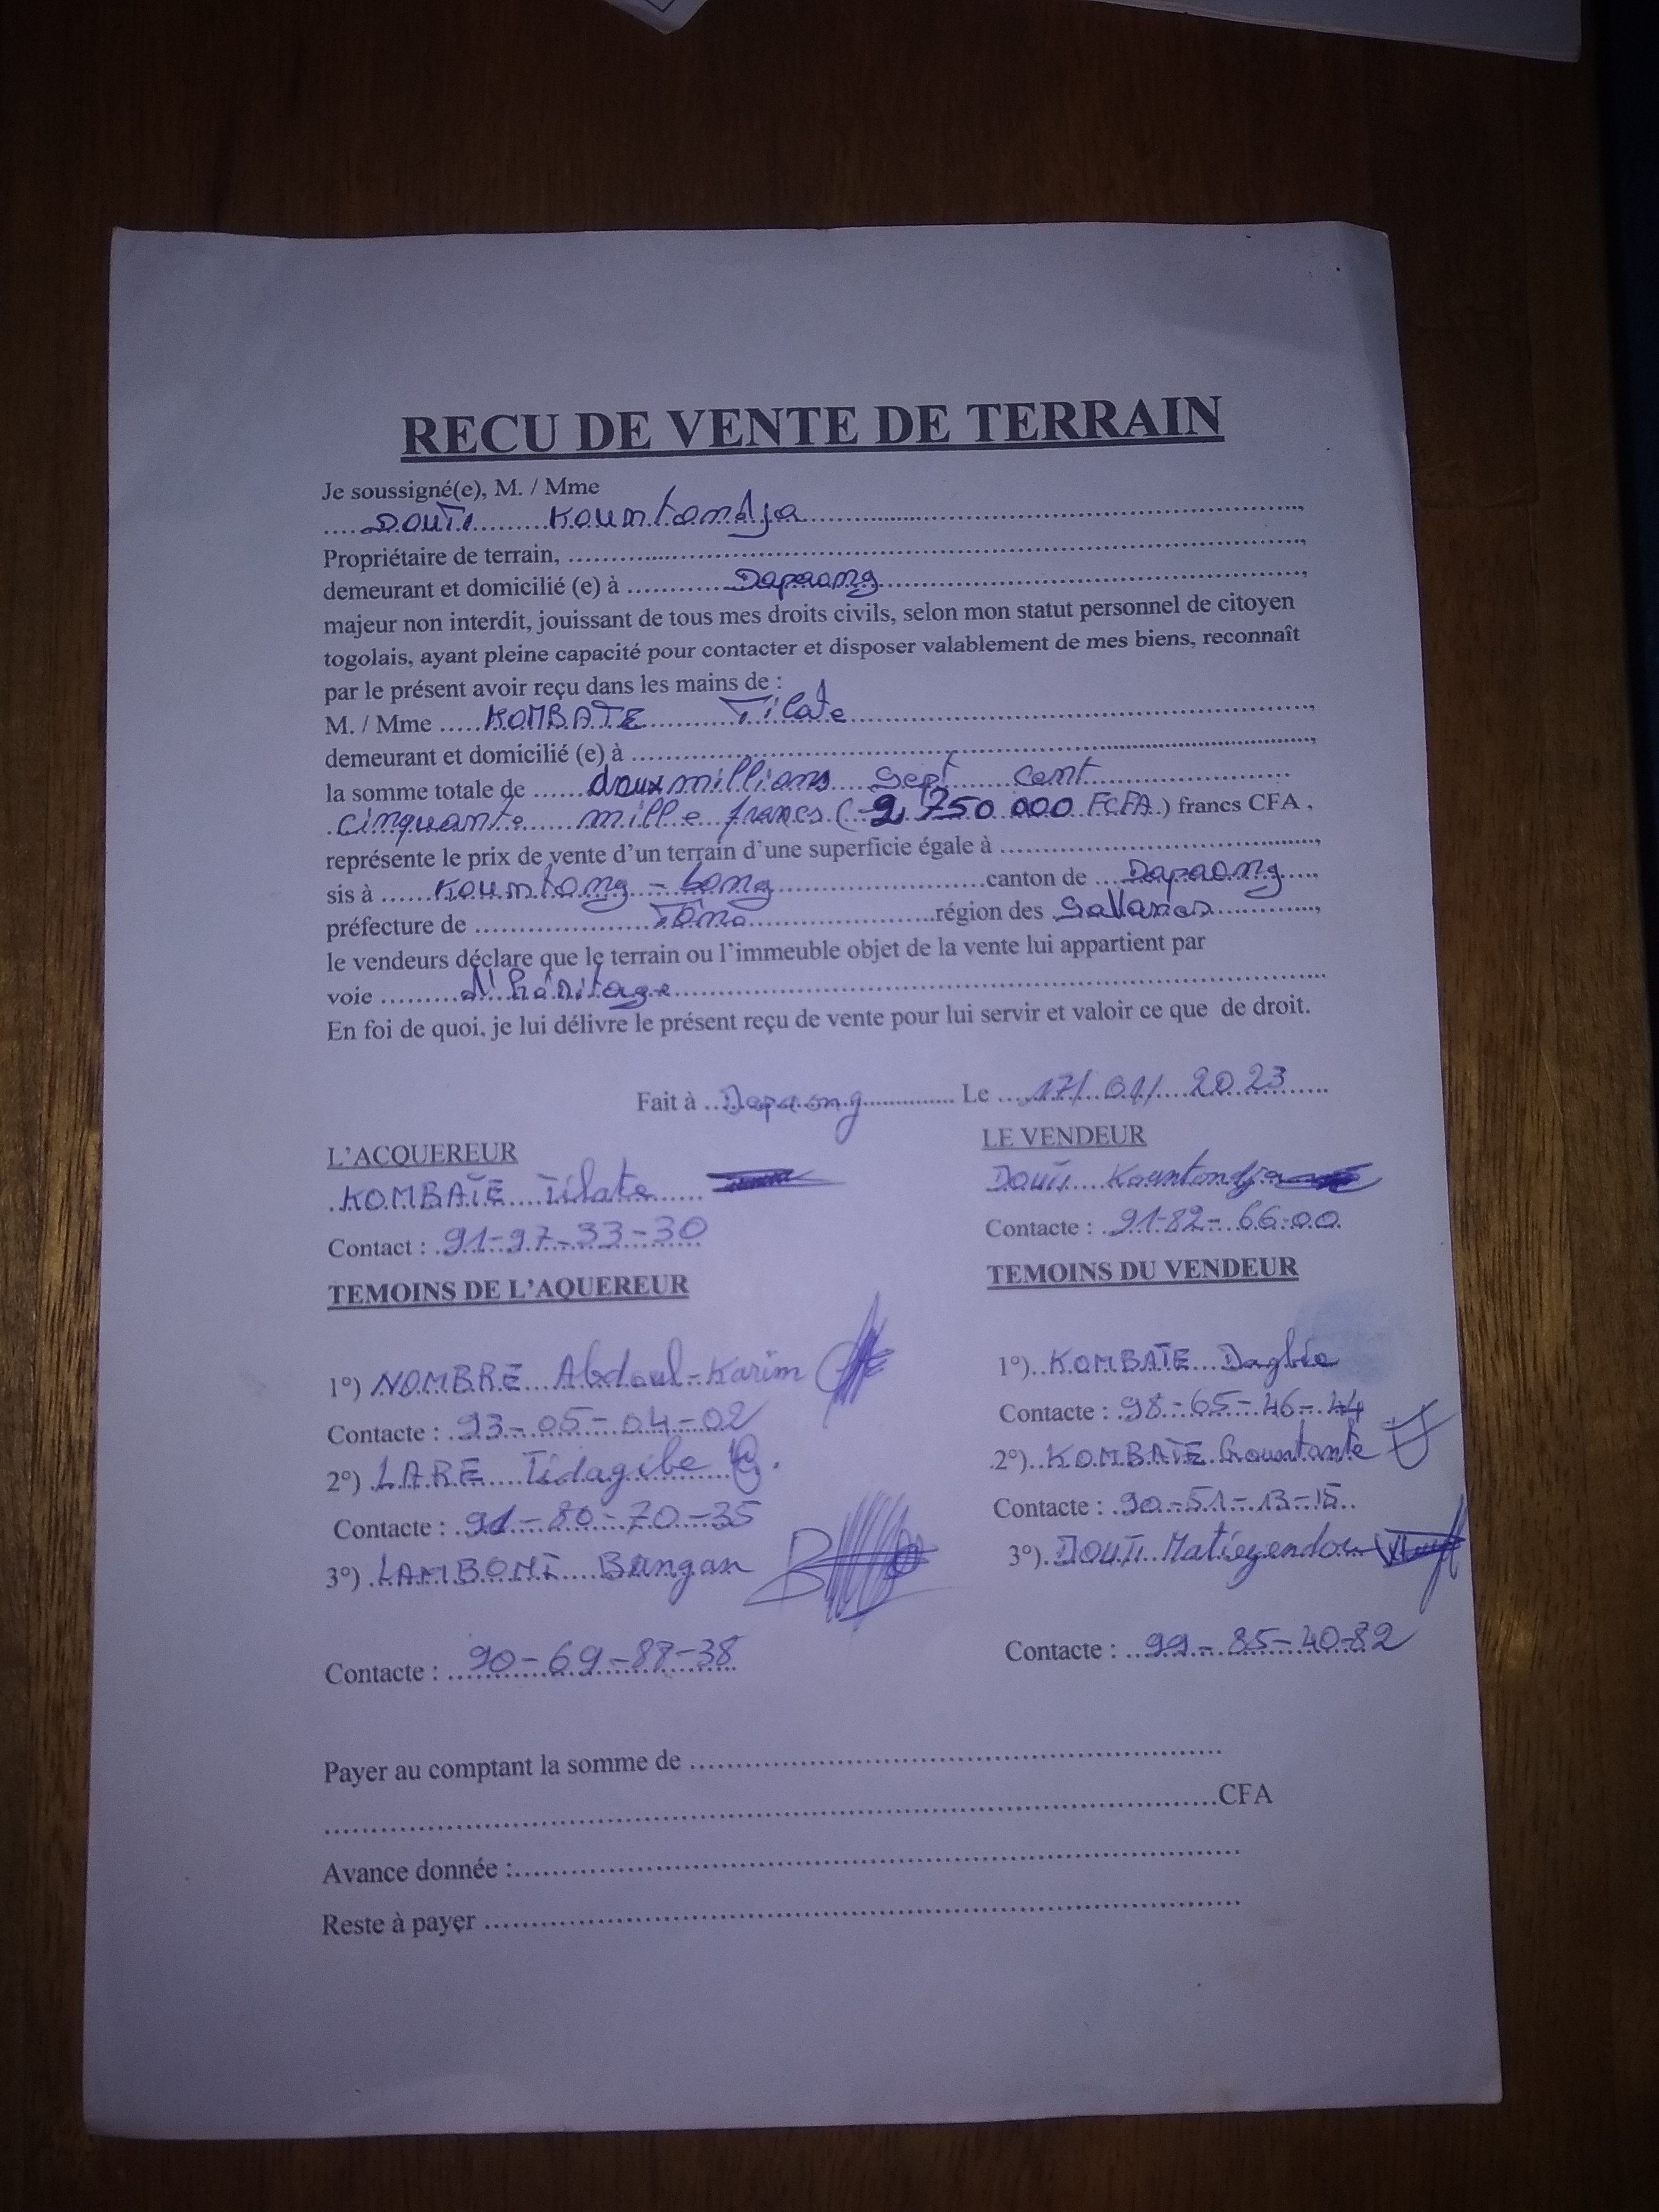 RECU DE VENTE DE TERRAIN
Je soussigné(e), M. / Mme
.... DOUTI ....... Kountondja ..............................................,
Propriétaire de terrain, ..............................................................,
demeurant et domicilié (e) à ........... Dapaong ..............................,
majeur non interdit, jouissant de tous mes droits civils, selon mon statut personnel de citoyen
togolais, ayant pleine capacité pour contacter et disposer valablement de mes biens, reconnaît
par le présent avoir reçu dans les mains de :
M. / Mme ..... KOMBATE ......... Tilate ..............................................,
demeurant et domicilié (e) à ..............................................................,
la somme totale de ...... deux millions ... Sept ...... cent ...................
cinquante ..... mille francs (2 750 000 FCFA.) francs CFA ,
représente le prix de vente d’un terrain d’une superficie égale à .............................,
sis à ...... Kountong - bong ......................canton de ... Dapaong ....,
préfecture de ................... Tône ....................région des Savanes ............,
le vendeurs déclare que le terrain ou l’immeuble objet de la vente lui appartient par
voie ......... d'héritage ..............................................................
En foi de quoi, je lui délivre le présent reçu de vente pour lui servir et valoir ce que de droit.
Fait à .. Dapaong .............. Le ... 17/ 01/ 2023 ......
L’ACQUEREUR
KOMBATE .... Tilate ......
Contact : . 91-97-33-30
TEMOINS DE L’AQUEREUR
1°) NOMBRE ... Abdoul-Karim
Contacte : . 93-05-04-02
2°) LARE .... Tidagibe
Contacte : .. 91-80-70-35
3°) LAMBONI .... Bangan
Contacte : .. 90-69-87-38
LE VENDEUR
Douti .... Kountondja
Contacte : . 91-82-66-00
TEMOINS DU VENDEUR
1°).. KOMBATE ...
Contacte : . 98-65-46-44
2°).. KOMBATE
Contacte : . 90-51-13-15 ..
3°). DOUTI .. Matiéyendou
Contacte : .. 99-85-40-82
Payer au comptant la somme de ..............................................................
..............................................................CFA
Avance donnée :..............................................................
Reste à payer ..............................................................